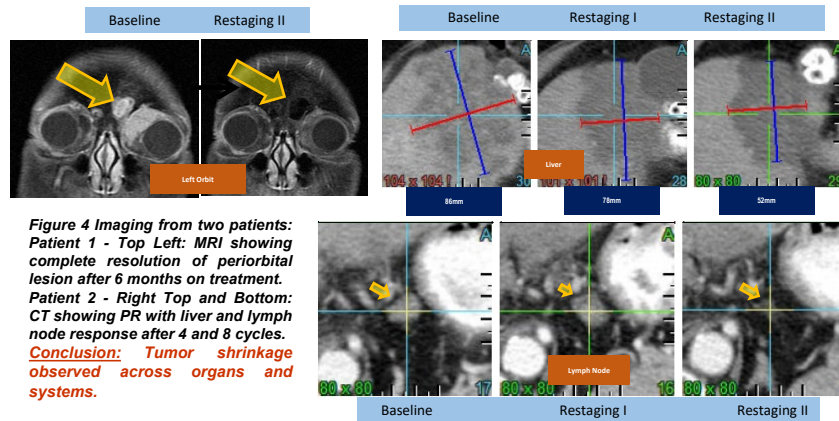 Baseline
Restaging II
Baseline
Restaging I
Restaging II
Left Orbit
A
30
104 x 104 !
Liver
A
28
101 x 101 !
A
80 x 80
86mm
78mm
52mm
Figure 4 Imaging from two patients:
Patient 1 - Top Left: MRI showing
complete resolution of periorbital
lesion after 6 months on treatment.
Patient 2 - Right Top and Bottom:
CT showing PR with liver and lymph
node response after 4 and 8 cycles.
Conclusion: Tumor shrinkage
observed across organs and
systems.
A
80 x 80
17
A
80 x 80
16
Lymph Node
A
80 x 80
Baseline
Restaging I
Restaging II